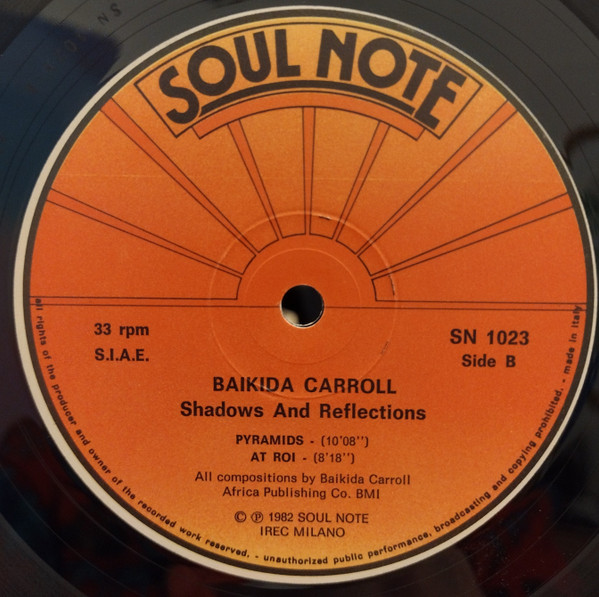 SOUL NOTE
33 rpm
S.I.A.E.
SN 1023
Side B
BAIKIDA CARROLL
Shadows And Reflections
PYRAMIDS - (10'08'')
AT ROI - (8'18'')
All compositions by Baikida Carroll
Africa Publishing Co. BMI
© ℗ 1982 SOUL NOTE
IREC MILANO
all rights of the producer and owner of the recorded work reserved. - unauthorized public performance, broadcasting and copying prohibited. - made in Italy